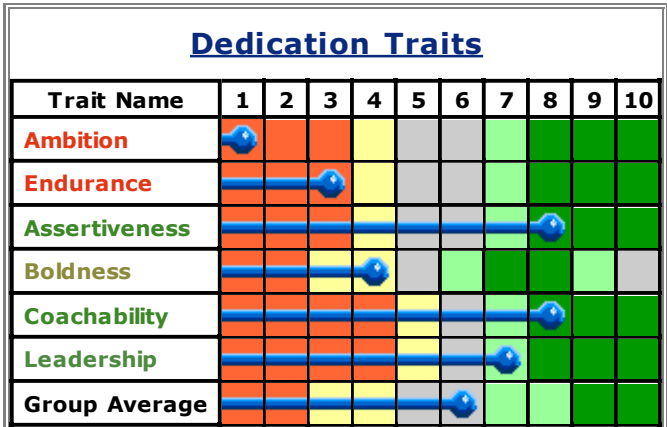 Dedication Traits
Trait Name 1 2 3 4 5 6 7 8 9 10
Ambition
Endurance
Assertiveness
Boldness
Coachability
Leadership
Group Average